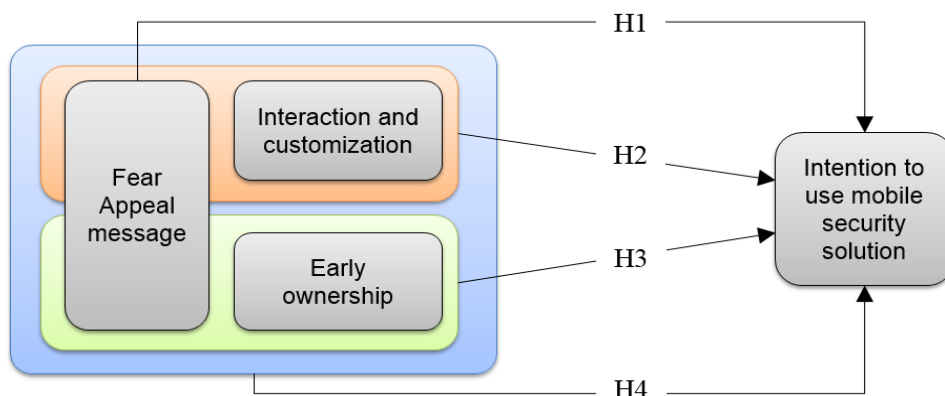 H1
Interaction and
customization
H2
Fear
Appeal
message
Intention to
use mobile
security
solution
Early
ownership
H3
H4